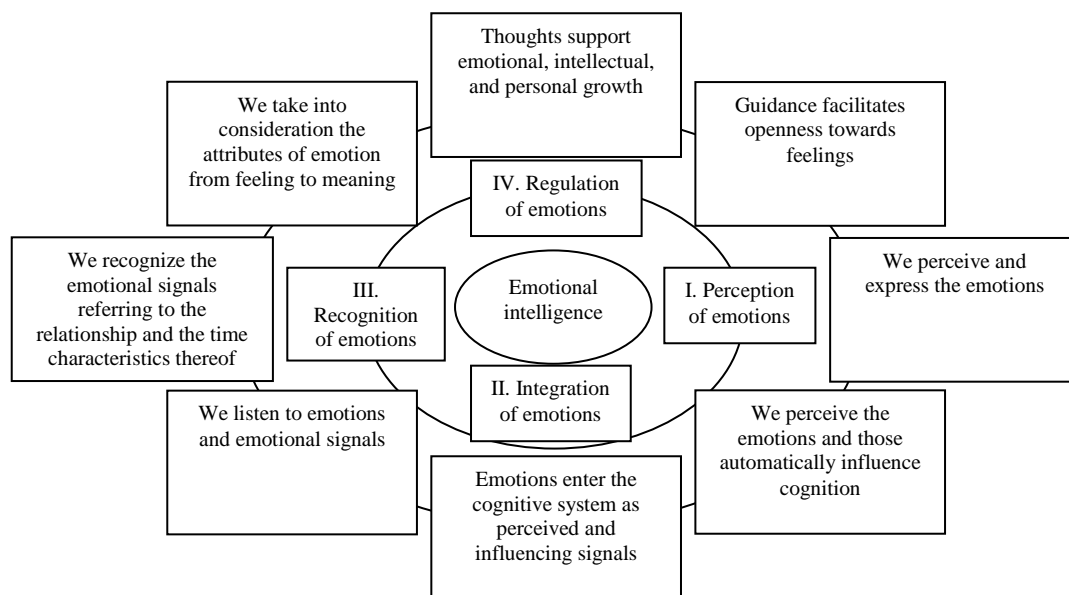 Thoughts support
emotional, intellectual,
and personal growth
We take into
consideration the
attributes of emotion
from feeling to meaning
Guidance facilitates
openness towards
feelings
IV. Regulation
of emotions
We recognize the
emotional signals
referring to the
relationship and the time
characteristics thereof
III.
Recognition
of emotions
Emotional
intelligence
I. Perception
of emotions
We perceive and
express the emotions
II. Integration
of emotions
We listen to emotions
and emotional signals
We perceive the
emotions and those
automatically influence
cognition
Emotions enter the
cognitive system as
perceived and
influencing signals